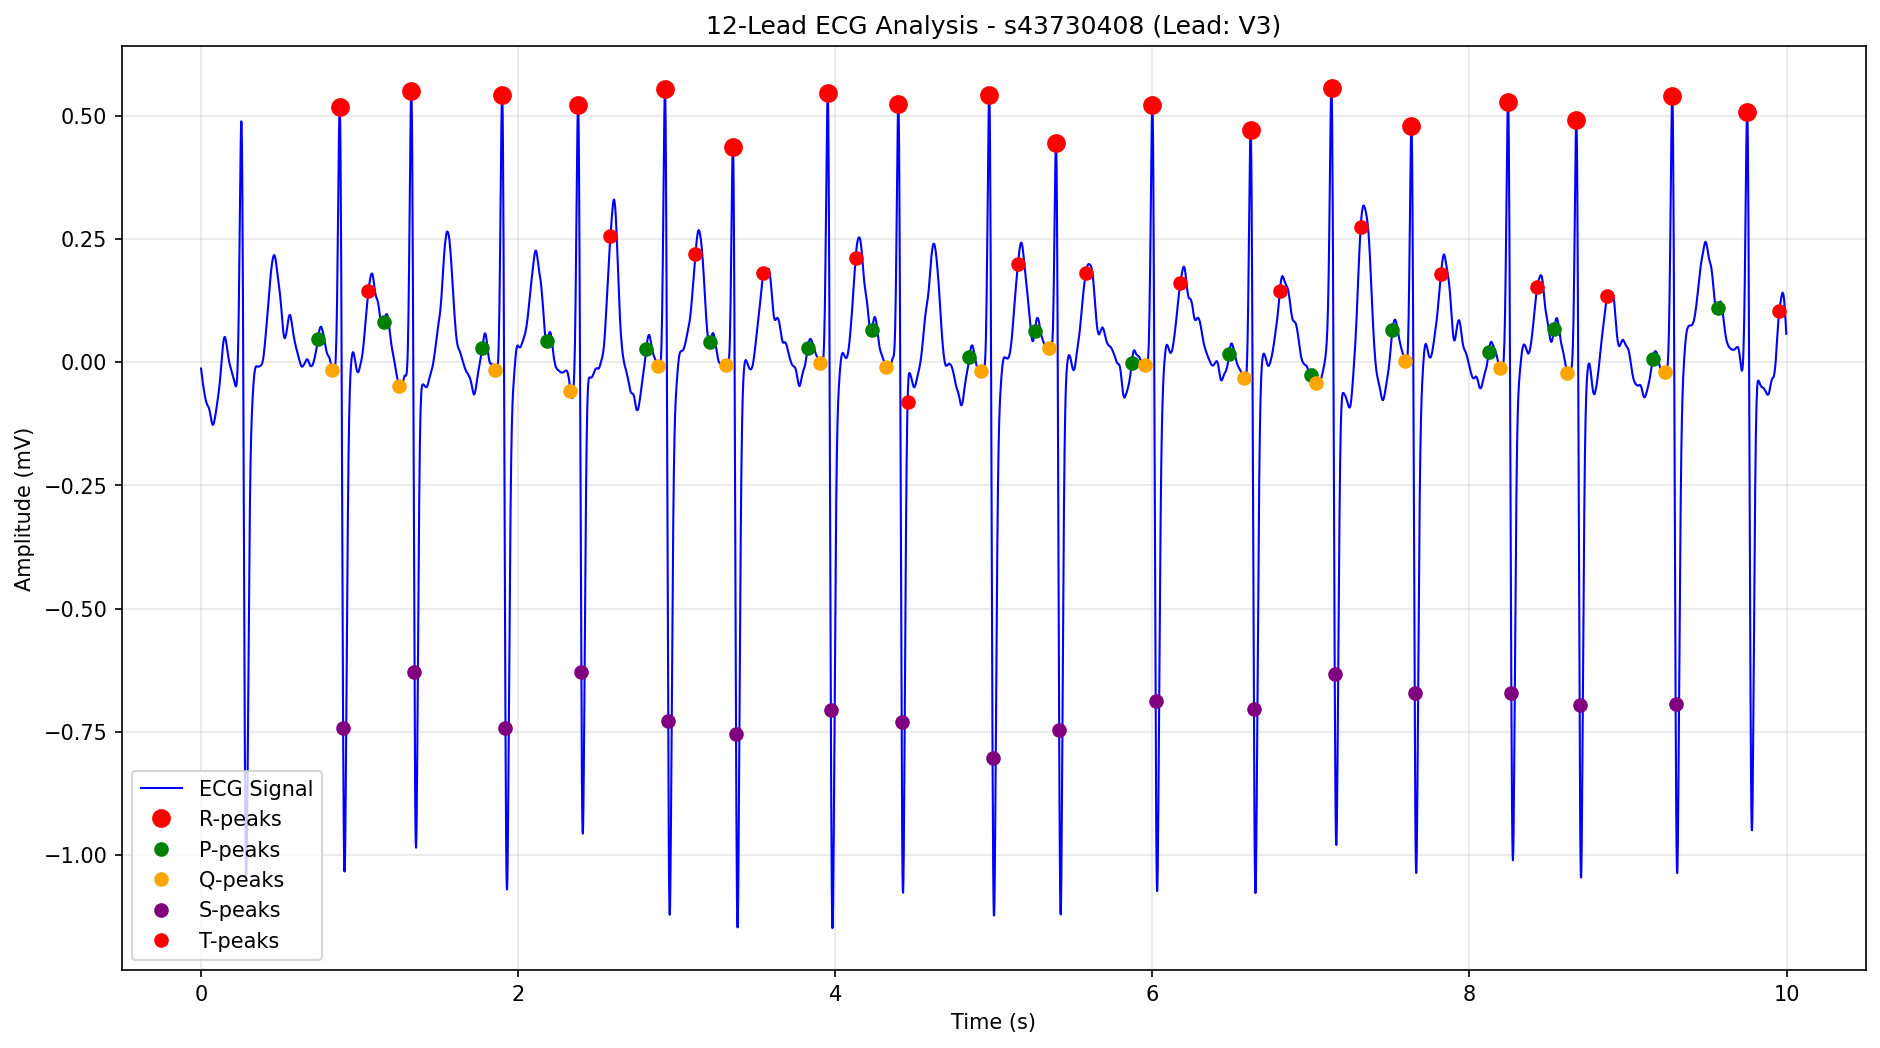 12-Lead ECG Analysis - s43730408 (Lead: V3)
Amplitude (mV)
0.50
0.25
0.00
−0.25
−0.50
−0.75
−1.00
ECG Signal
R-peaks
P-peaks
Q-peaks
S-peaks
T-peaks
0 2 4 6 8 10
Time (s)